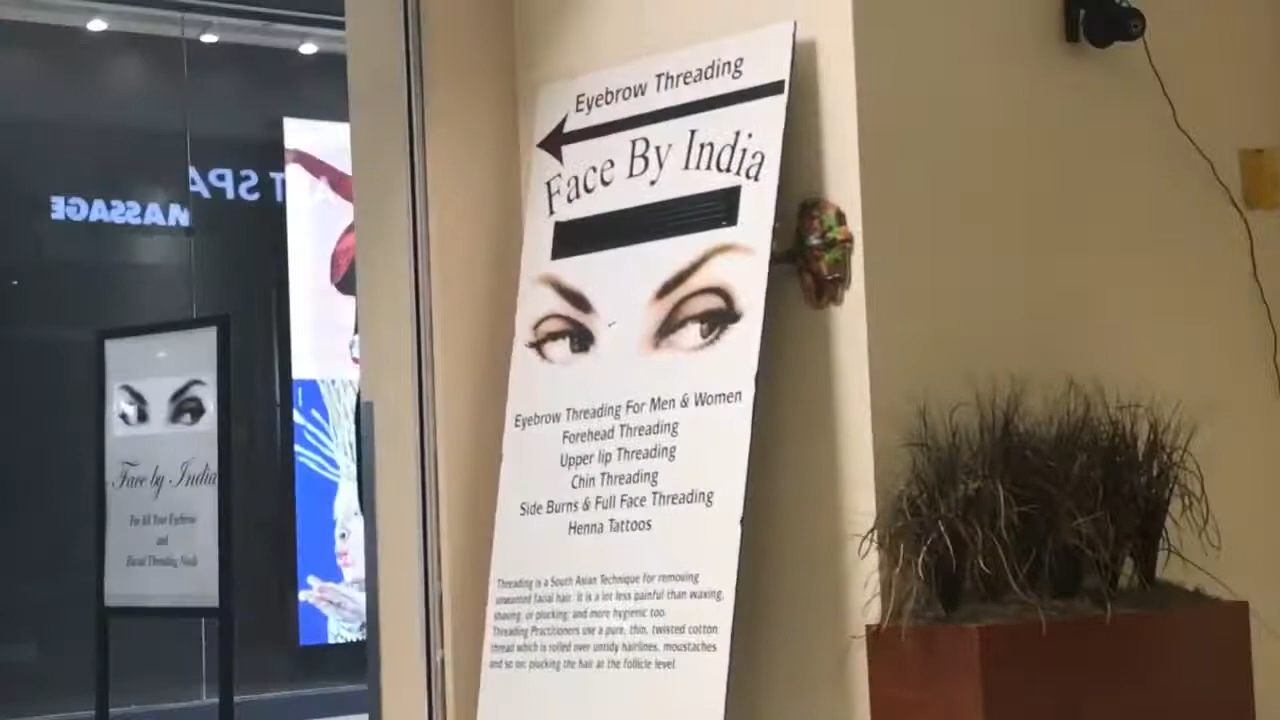 Eyebrow Threading
Face By India
Eyebrow Threading For Men & Women
Forehead Threading
Upper lip Threading
Chin Threading
Side Burns & Full Face Threading
Henna Tattoos
Threading is a South Asian Technique for removing
unwanted facial hair. It is a lot less painful than waxing,
shaving, or plucking; and more hygienic too.
Threading Practitioners use a pure, thin, twisted cotton
thread which is rolled over untidy hairlines, moustaches
and so on; plucking the hair at the follicle level.
Face by India
For All Your Eyebrow
and
Facial Threading Needs
SPA
MASSAGE